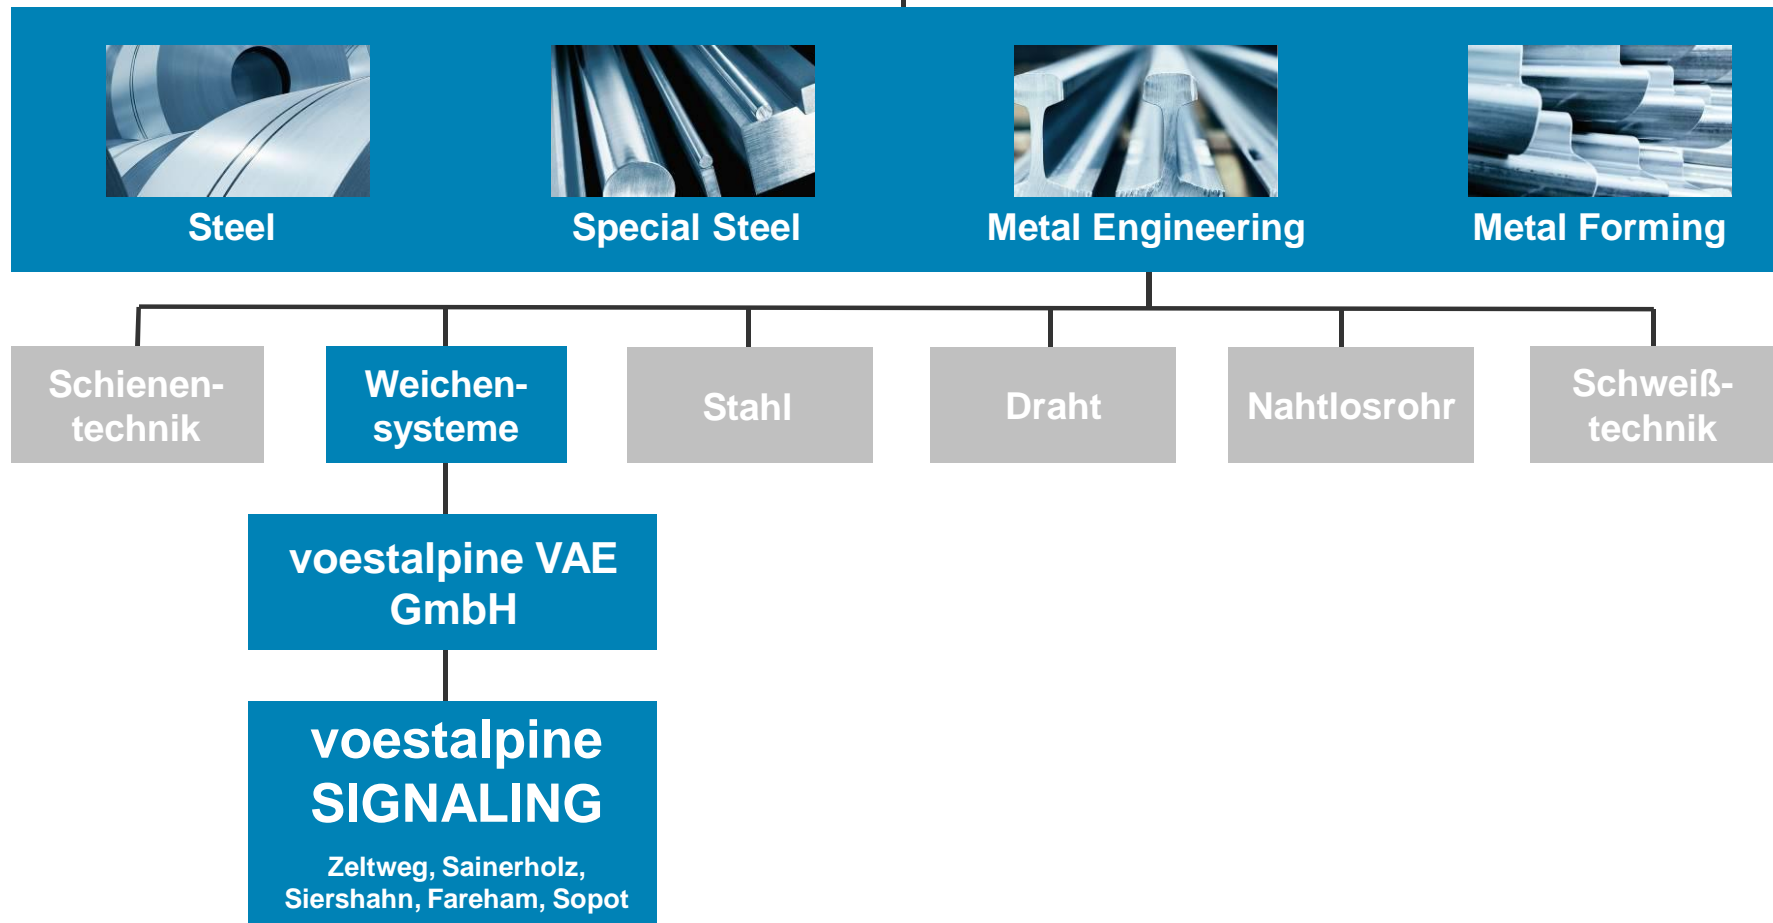 Steel
Special Steel
Metal Engineering
Metal Forming
Schienen-
technik
Weichen-
systeme
Stahl
Draht
Nahtlosrohr
Schweiß-
technik
voestalpine VAE
GmbH
voestalpine
SIGNALING
Zeltweg, Sainerholz,
Siershahn, Fareham, Sopot